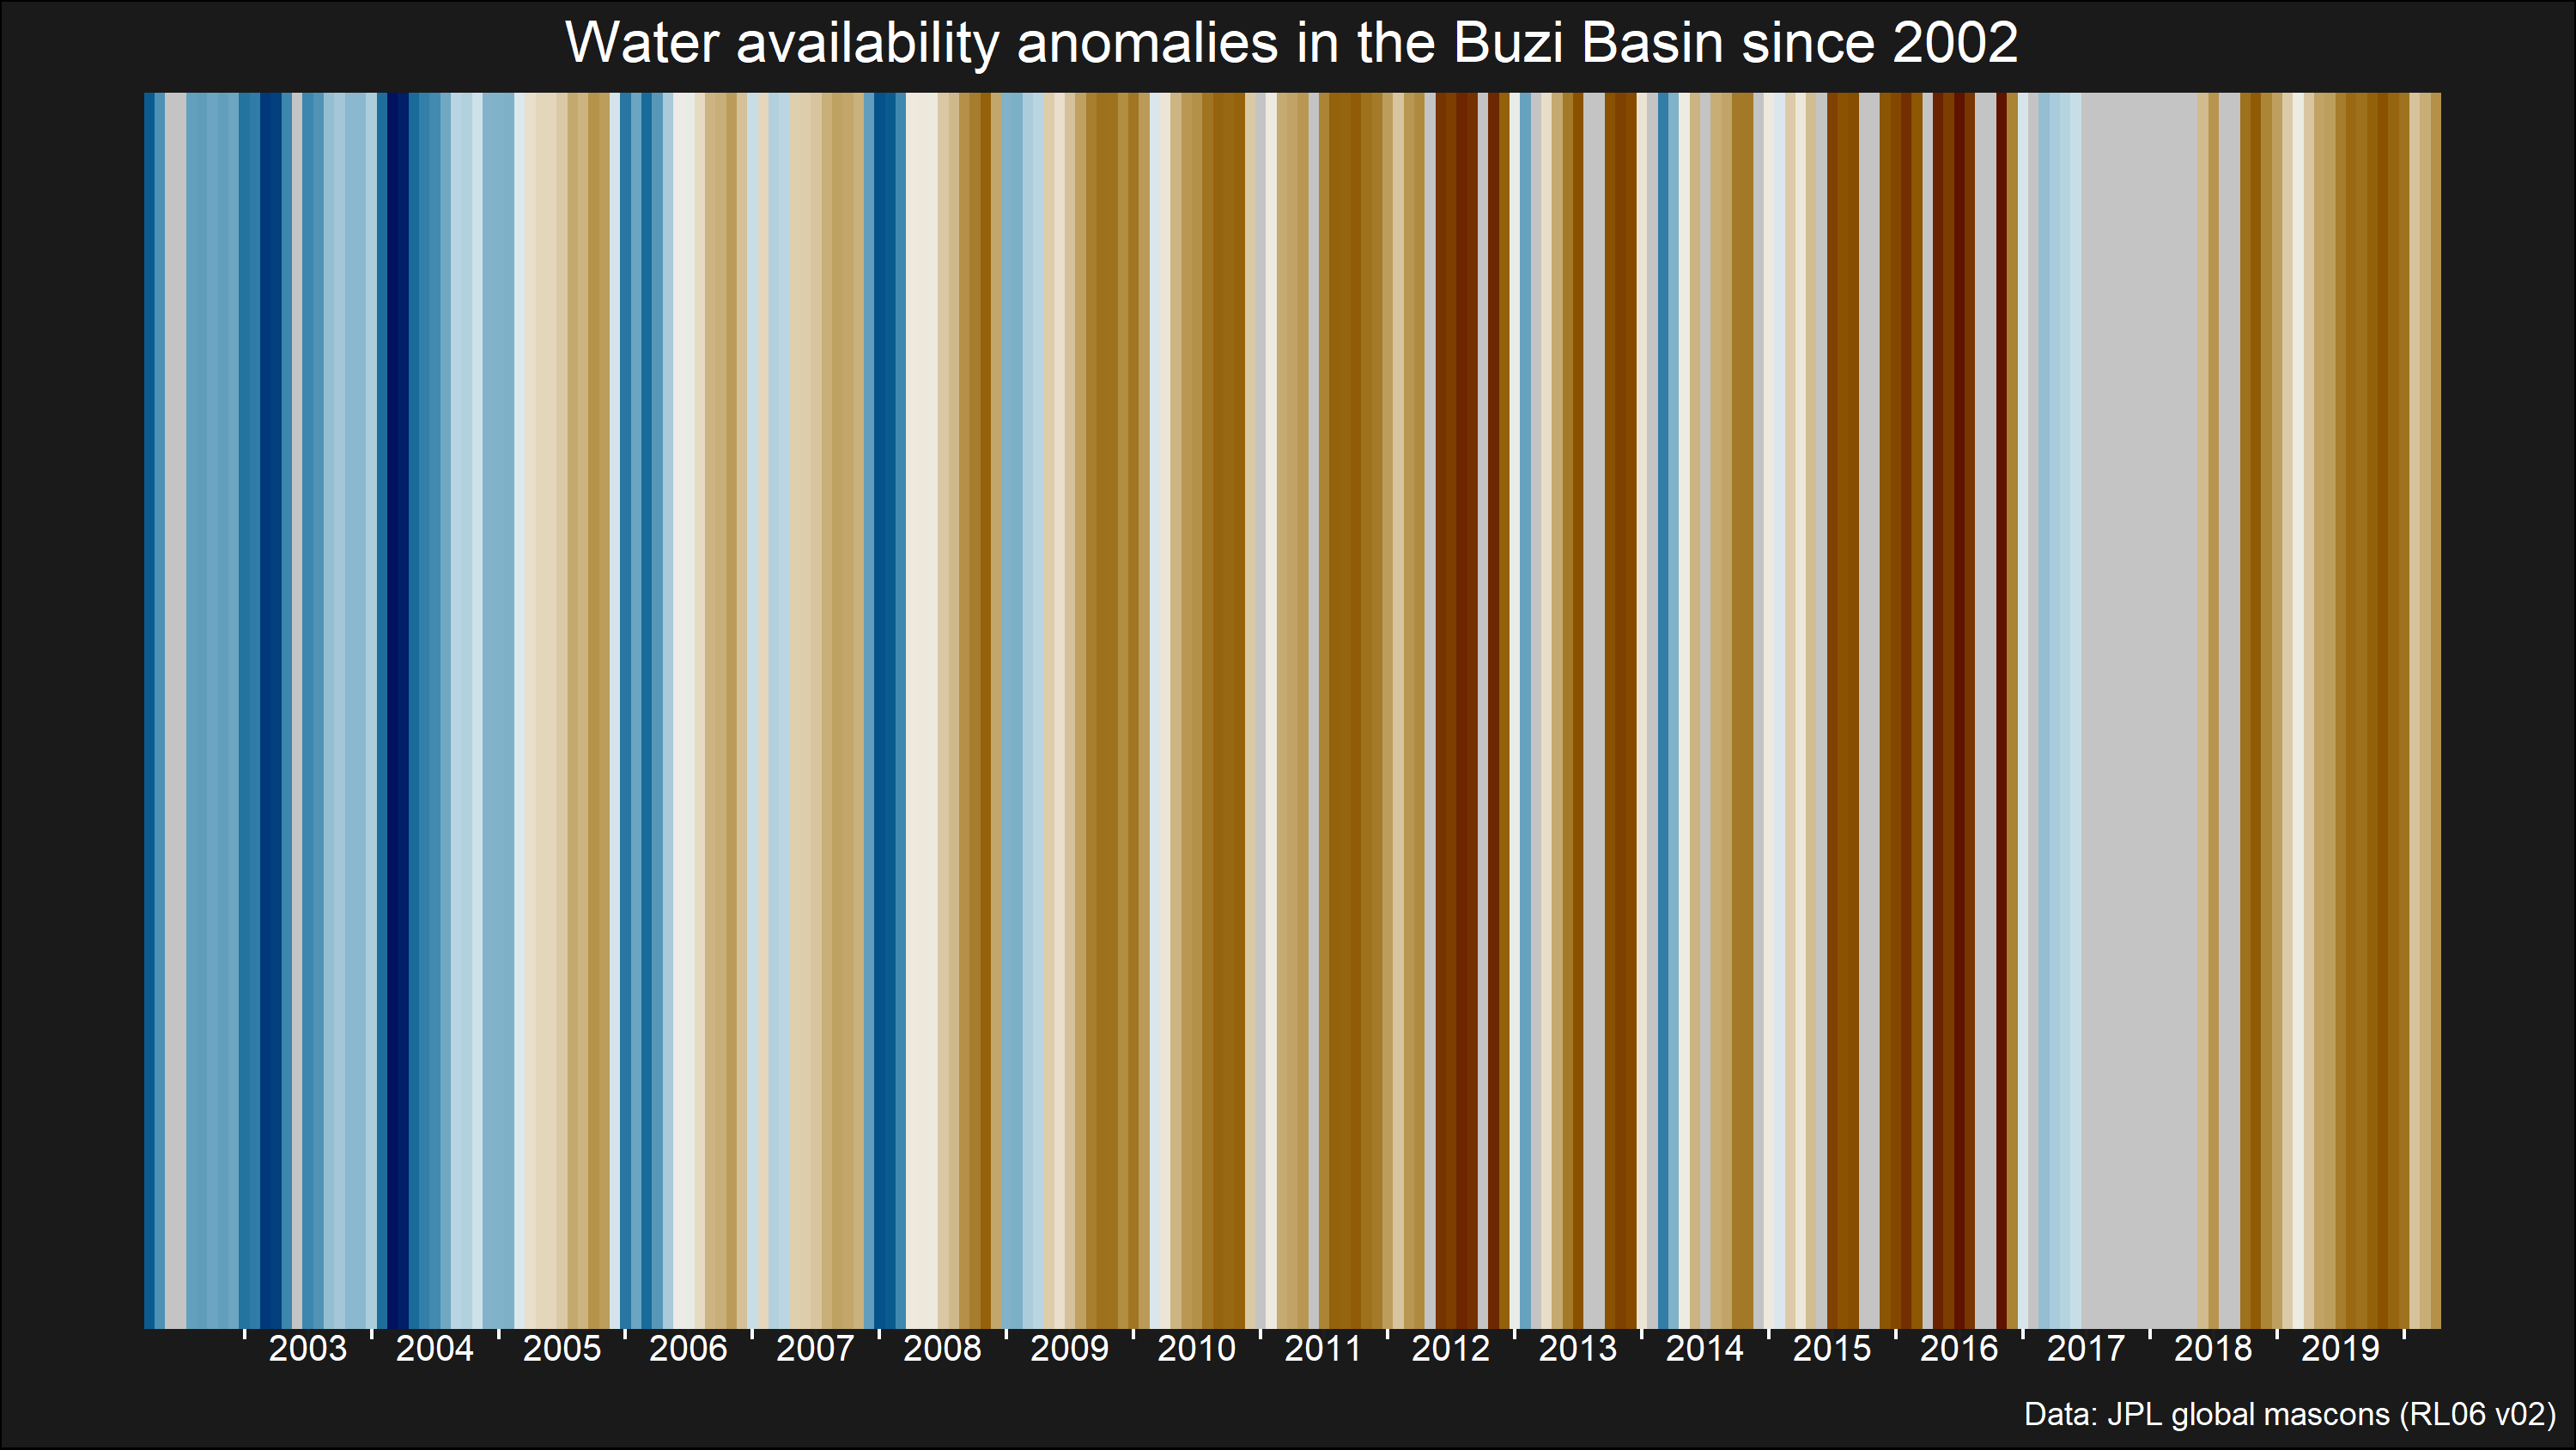 Water availability anomalies in the Buzi Basin since 2002
2003 2004 2005 2006 2007 2008 2009 2010 2011 2012 2013 2014 2015 2016 2017 2018 2019
Data: JPL global mascons (RL06 v02)